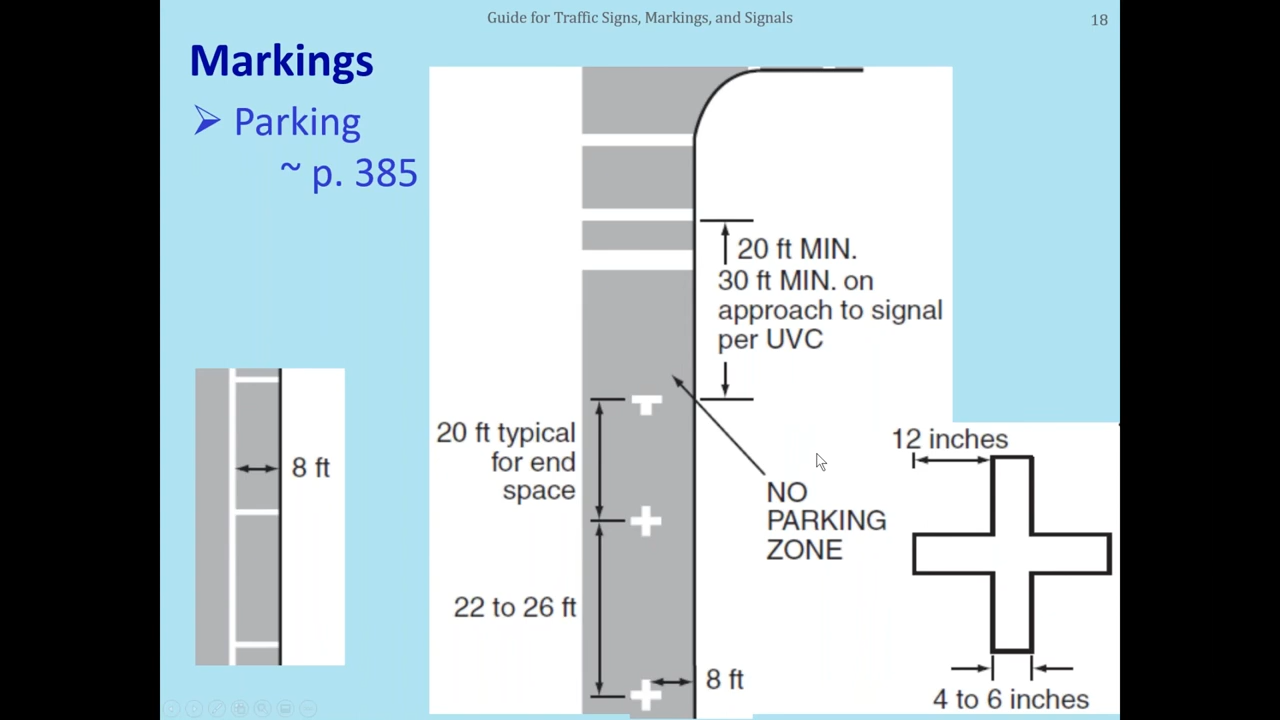 Guide for Traffic Signs, Markings, and Signals
18
Markings
Parking
~ p. 385
8 ft
20 ft MIN.
30 ft MIN. on
approach to signal
per UVC
20 ft typical
for end
space
22 to 26 ft
8 ft
NO
PARKING
ZONE
12 inches
4 to 6 inches